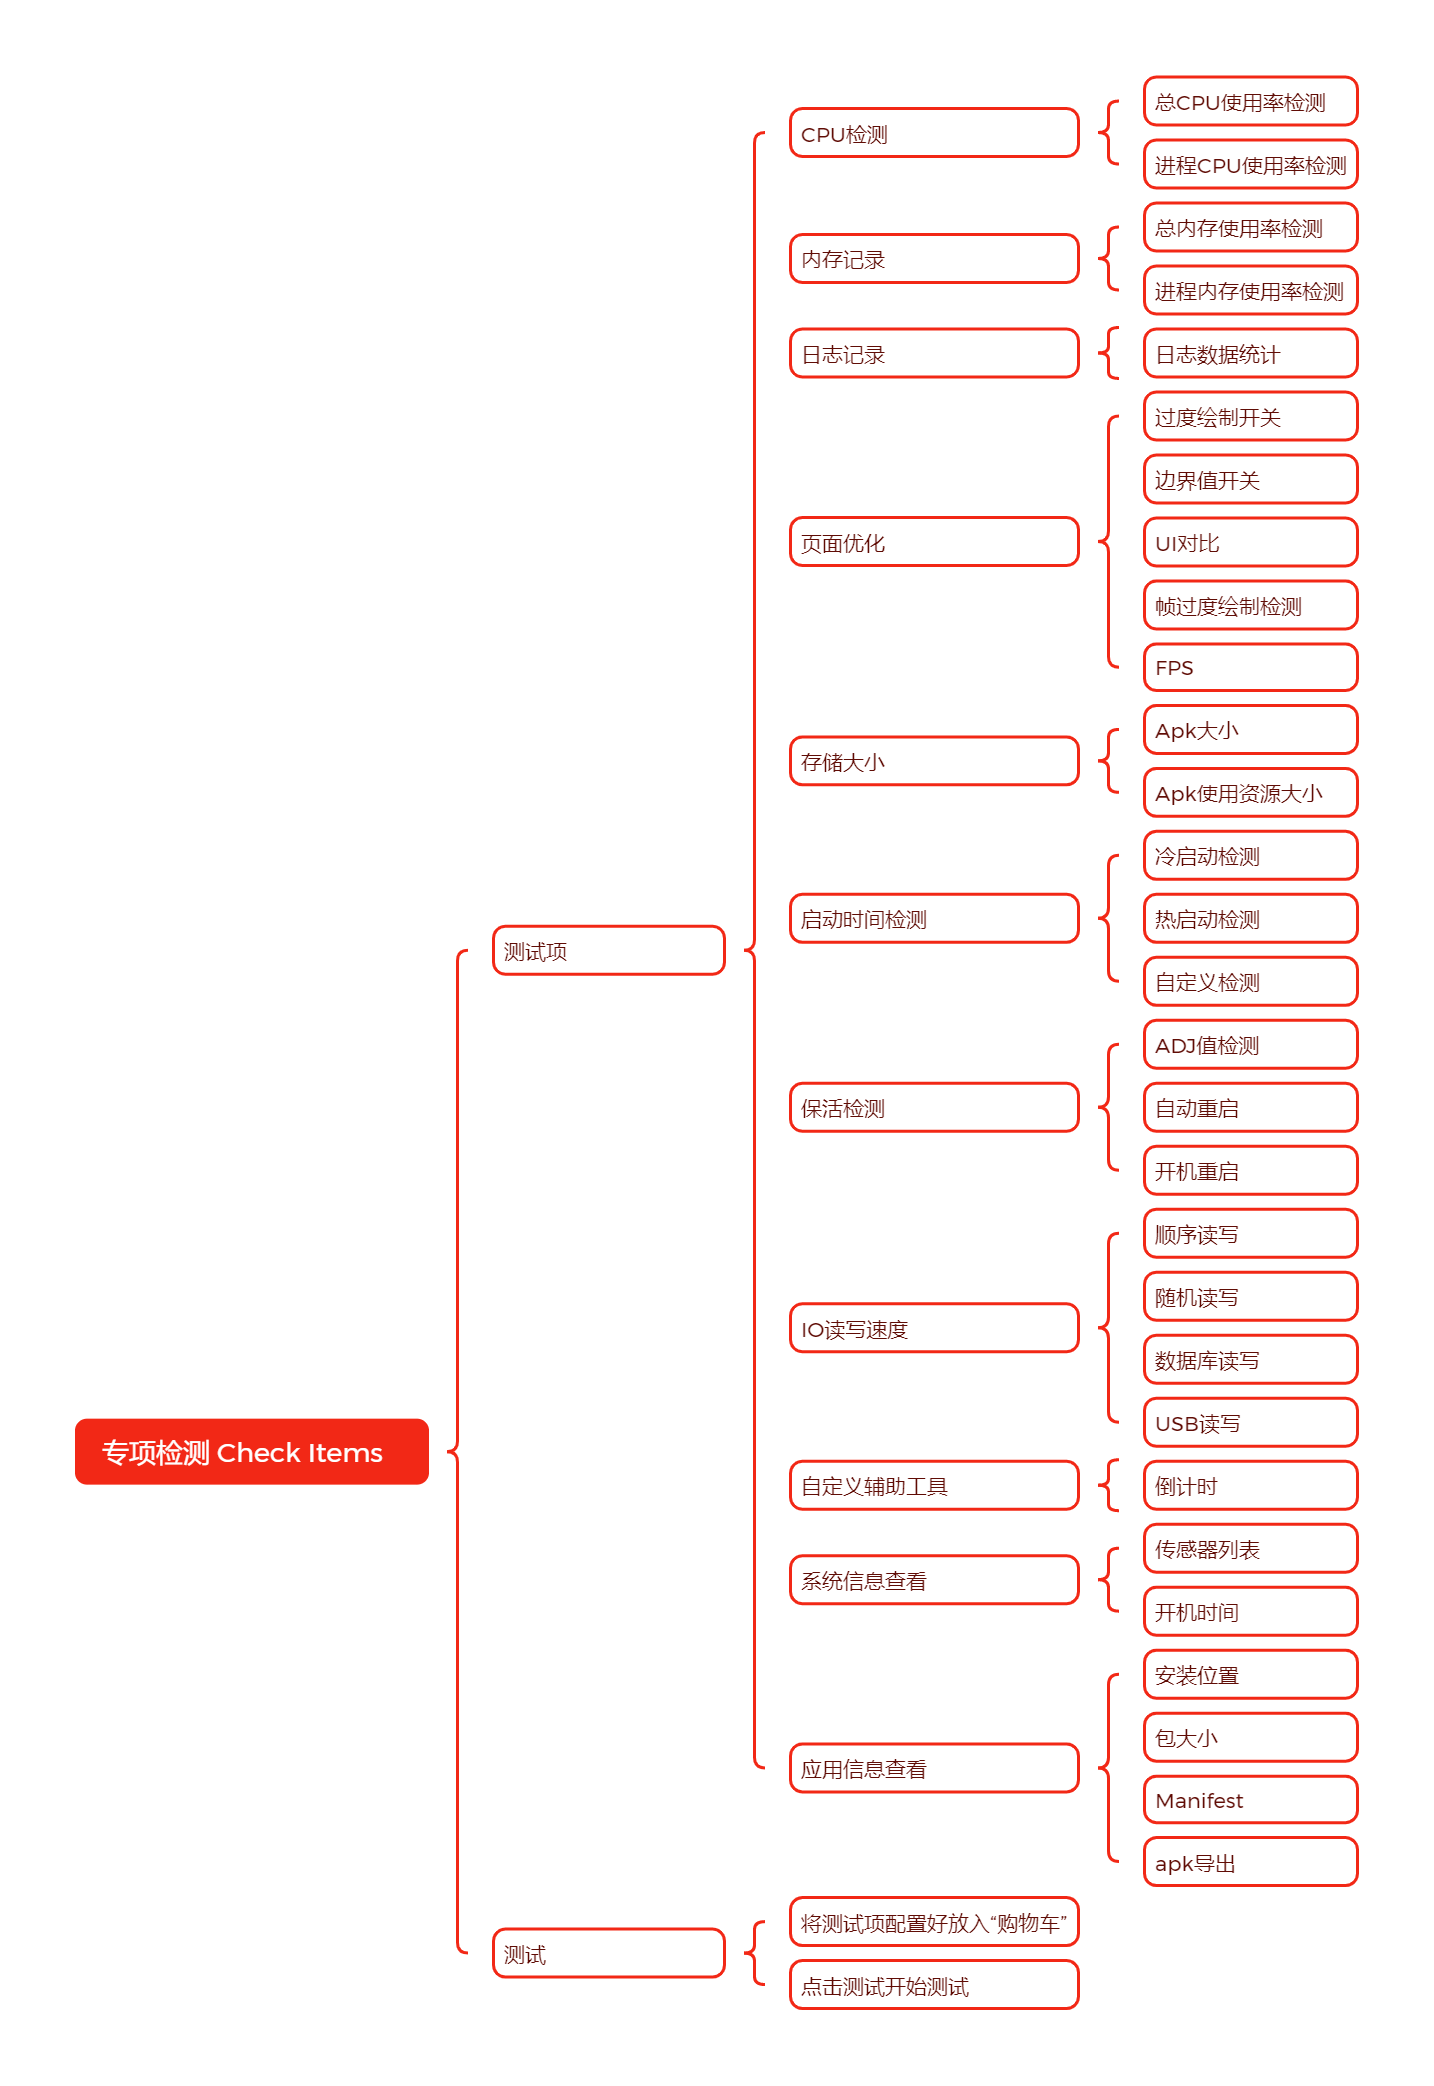 专项检测 Check Items
测试项
CPU检测
总CPU使用率检测
进程CPU使用率检测
内存记录
总内存使用率检测
进程内存使用率检测
日志记录
日志数据统计
页面优化
过度绘制开关
边界值开关
UI对比
帧过度绘制检测
FPS
存储大小
Apk大小
Apk使用资源大小
启动时间检测
冷启动检测
热启动检测
自定义检测
保活检测
ADJ值检测
自动重启
开机重启
IO读写速度
顺序读写
随机读写
数据库读写
USB读写
自定义辅助工具
倒计时
系统信息查看
传感器列表
开机时间
应用信息查看
安装位置
包大小
Manifest
apk导出
测试
将测试项配置好放入“购物车”
点击测试开始测试